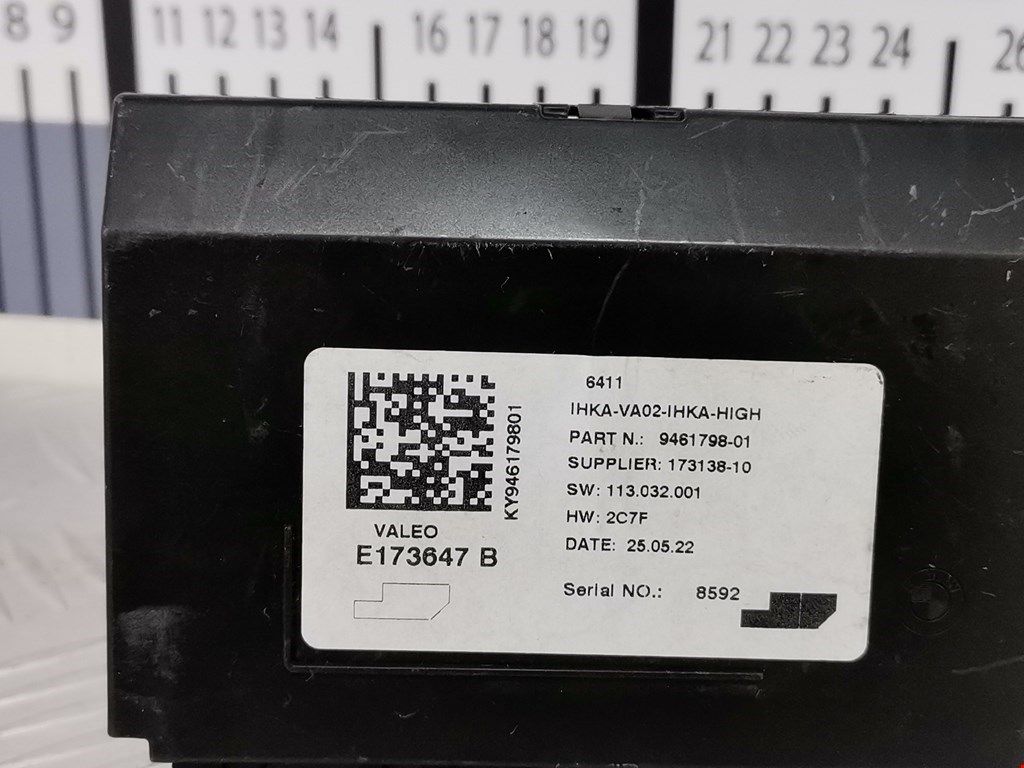 8 9 11 12 13 14 16 17 18 19 21 22 23 24 26
6411
IHKA-VA02-IHKA-HIGH
PART N.: 9461798-01
SUPPLIER: 173138-10
SW: 113.032.001
HW: 2C7F
DATE: 25.05.22
Serial NO.: 8592
KY946179801
VALEO
E173647 B